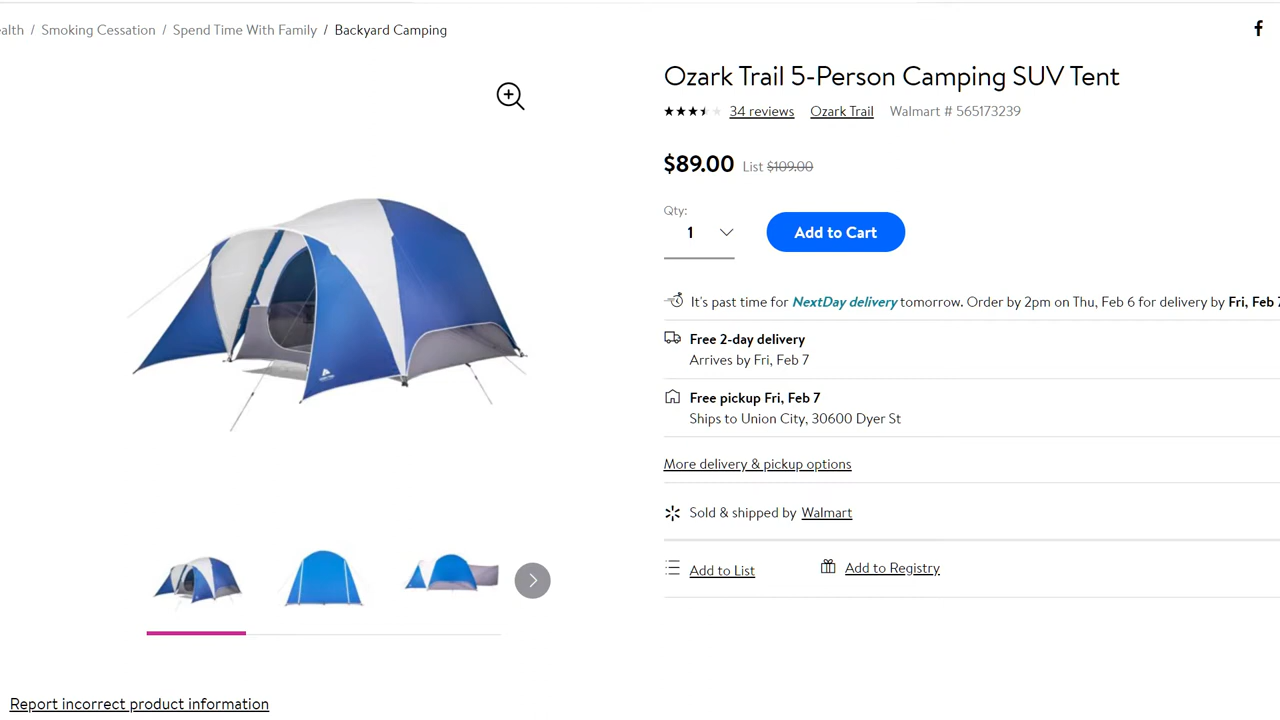 alth / Smoking Cessation / Spend Time With Family / Backyard Camping
Ozark Trail 5-Person Camping SUV Tent
34 reviews Ozark Trail Walmart # 565173239
$89.00 List $109.00
Qty:
1 Add to Cart
It's past time for NextDay delivery tomorrow. Order by 2pm on Thu, Feb 6 for delivery by Fri, Feb 7
Free 2-day delivery
Arrives by Fri, Feb 7
Free pickup Fri, Feb 7
Ships to Union City, 30600 Dyer St
More delivery & pickup options
Sold & shipped by Walmart
Add to List Add to Registry
Report incorrect product information